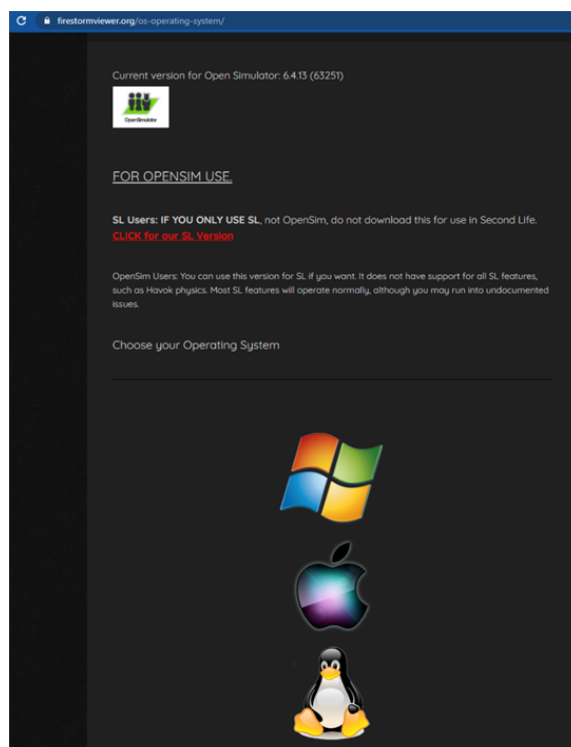 firestormviewer.org/os-operating-system/
Current version for Open Simulator: 6.4.13 (63251)
OpenSimulator
FOR OPENSIM USE.
SL Users: IF YOU ONLY USE SL, not OpenSim, do not download this for use in Second Life.
CLICK for our SL Version
OpenSim Users: You can use this version for SL if you want. It does not have support for all SL features,
such as Havok physics. Most SL features will operate normally, although you may run into undocumented
issues.
Choose your Operating System